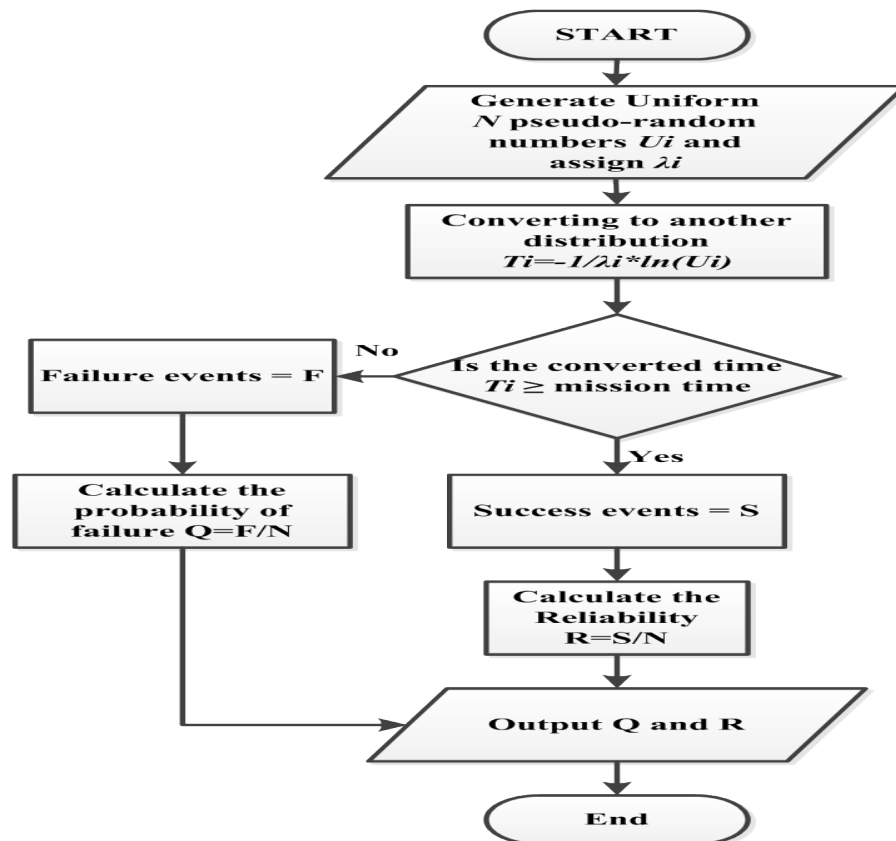 START
Generate Uniform
N pseudo-random
numbers Ui and
assign λi
Converting to another
distribution
Ti=-1/λi*ln(Ui)
Is the converted time
Ti ≥ mission time
No
Failure events = F
Calculate the
probability of
failure Q=F/N
Yes
Success events = S
Calculate the
Reliability
R=S/N
Output Q and R
End